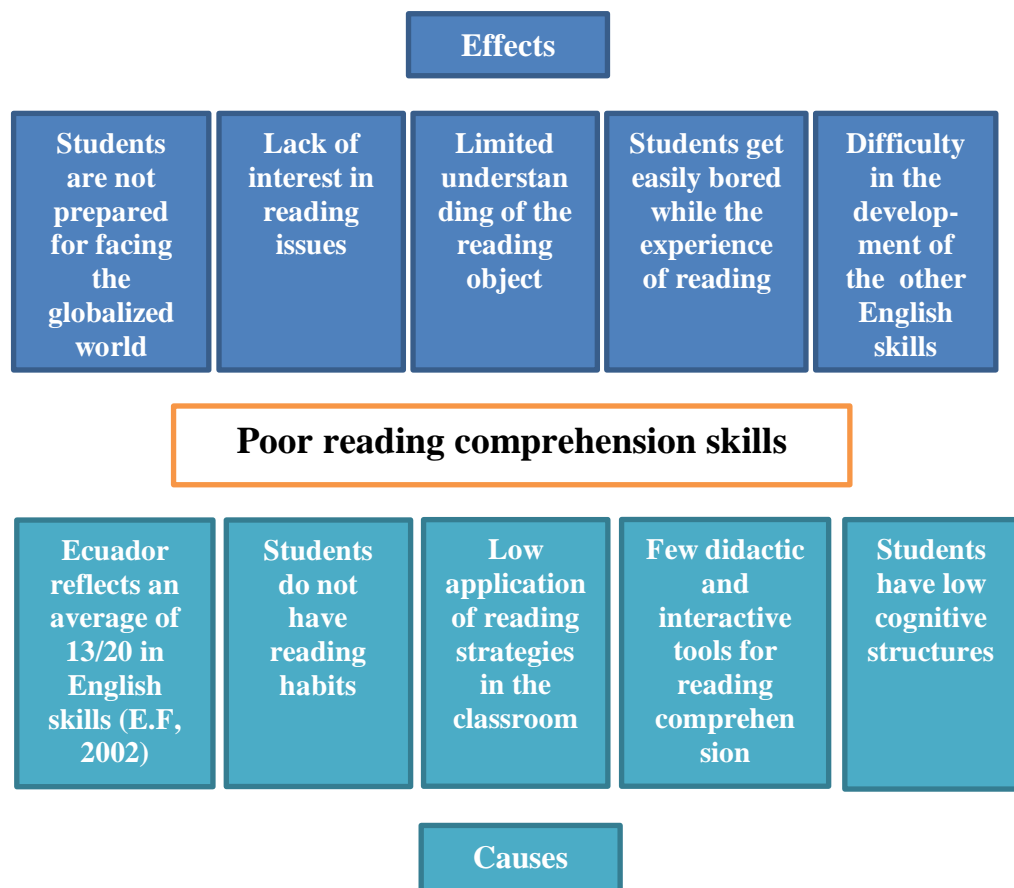 Effects
Students
are not
prepared
for facing
the
globalized
world
Lack of
interest in
reading
issues
Limited
understan
ding of the
reading
object
Students get
easily bored
while the
experience
of reading
Difficulty
in the
develop-
ment of
the other
English
skills
Poor reading comprehension skills
Ecuador
reflects an
average of
13/20 in
English
skills (E.F,
2002)
Students
do not
have
reading
habits
Low
application
of reading
strategies
in the
classroom
Few didactic
and
interactive
tools for
reading
comprehen
sion
Students
have low
cognitive
structures
Causes